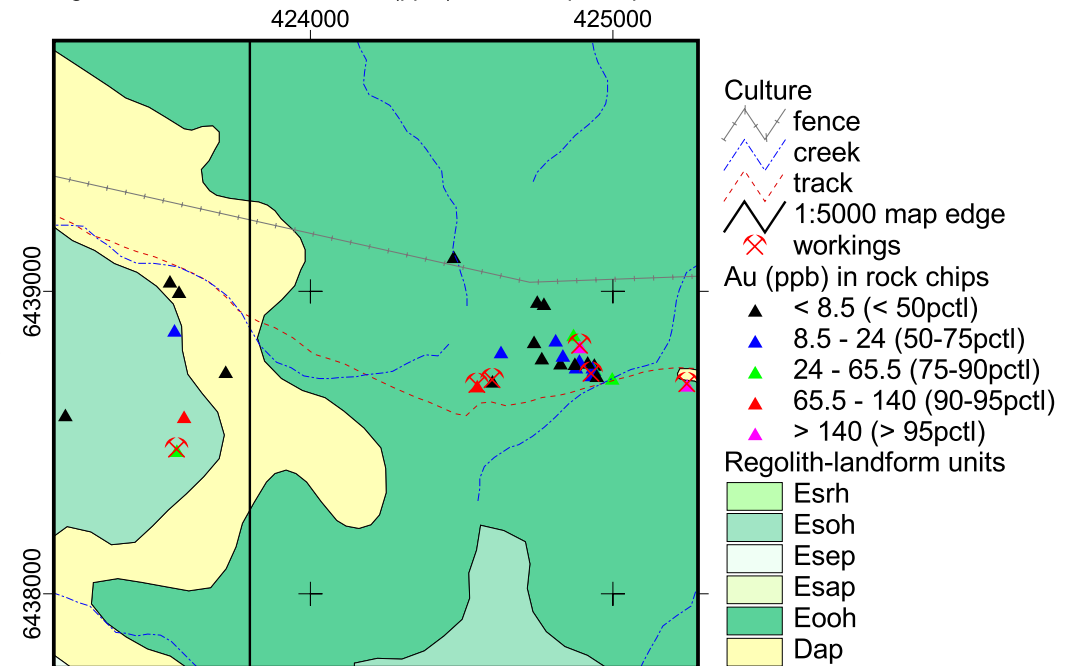 424000 425000
6439000
6438000
Culture
fence
creek
track
1:5000 map edge
workings
Au (ppb) in rock chips
< 8.5 (< 50pctl)
8.5 - 24 (50-75pctl)
24 - 65.5 (75-90pctl)
65.5 - 140 (90-95pctl)
> 140 (> 95pctl)
Regolith-landform units
Esrh
Esoh
Esep
Esap
Eooh
Dap